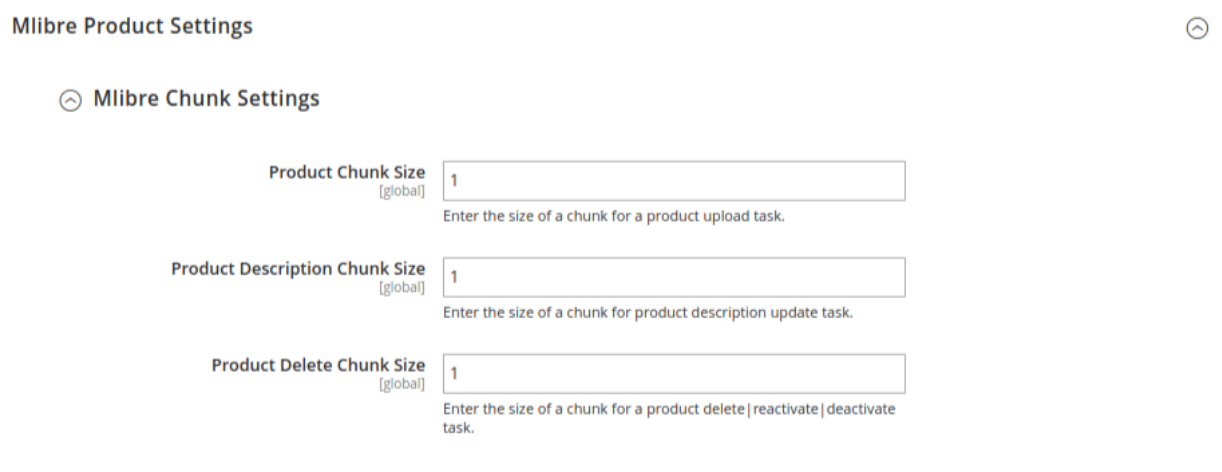 Mlibre Product Settings
Mlibre Chunk Settings
Product Chunk Size
[global]
1
Enter the size of a chunk for a product upload task.
Product Description Chunk Size
[global]
1
Enter the size of a chunk for product description update task.
Product Delete Chunk Size
[global]
1
Enter the size of a chunk for a product delete|reactivate|deactivate
task.